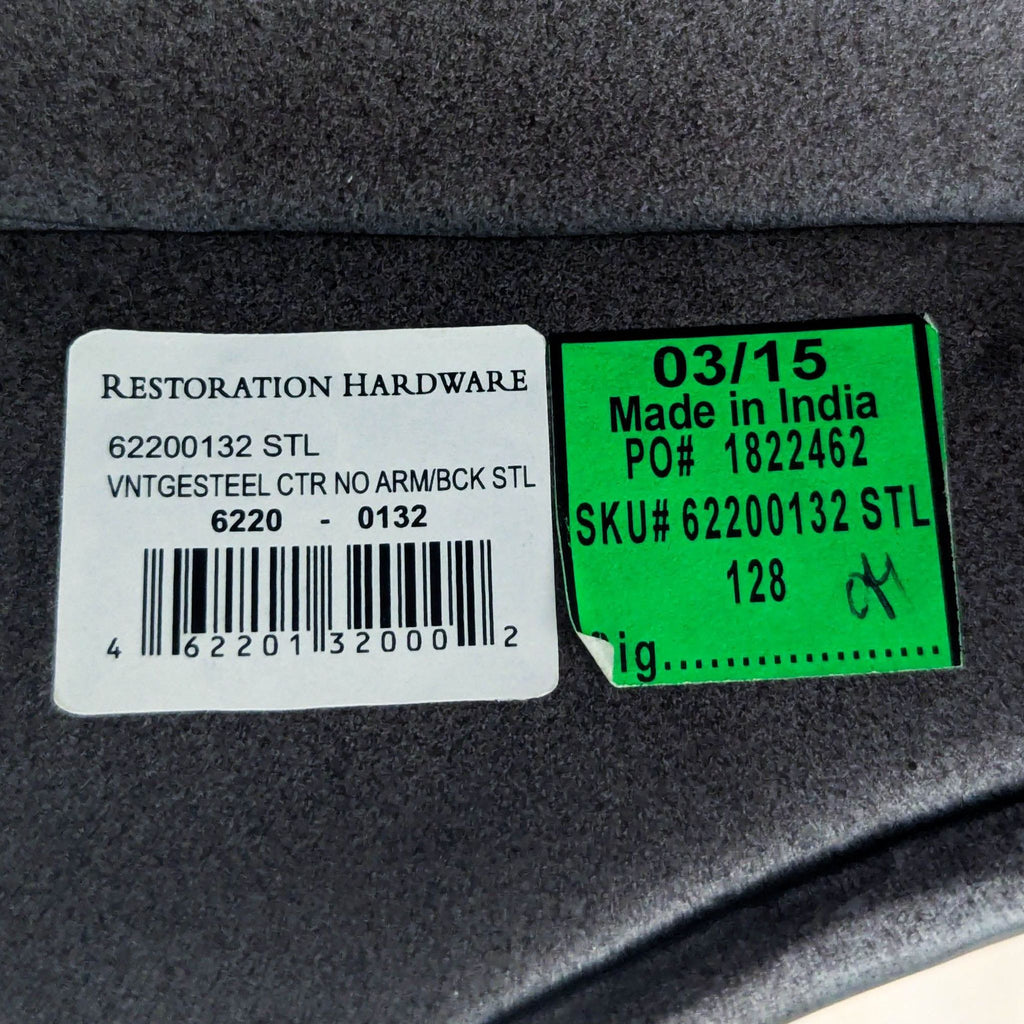 RESTORATION HARDWARE
62200132 STL
VNTGESTEEL CTR NO ARM/BCK STL
6220 - 0132
4 62201 32000 2
03/15
Made in India
PO# 1822462
SKU# 62200132 STL
128
ig..................